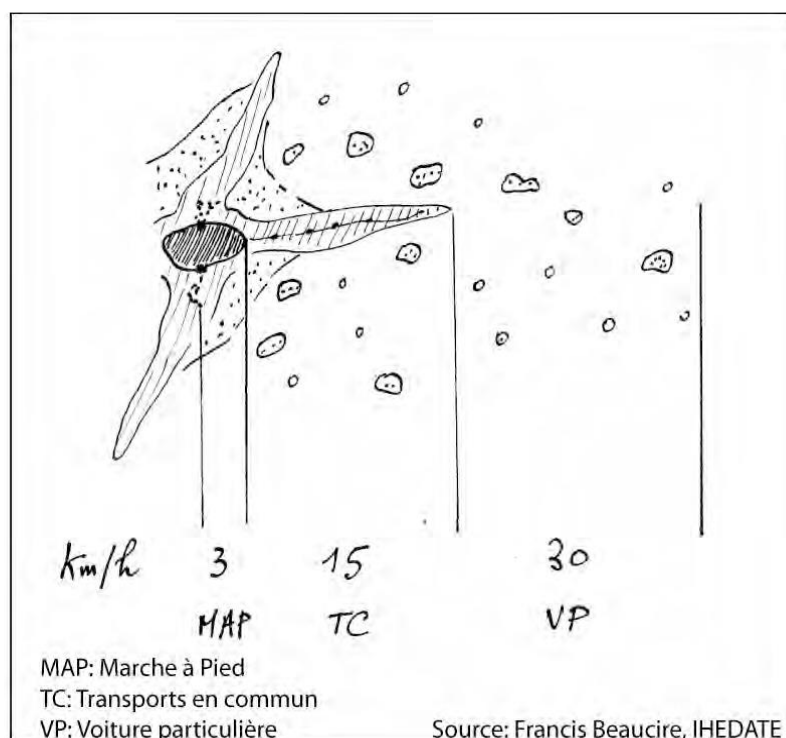 Km/h 3 15 30
MAP TC VP
MAP: Marche à Pied
TC: Transports en commun
VP: Voiture particulière Source: Francis Beaucire, IHEDATE